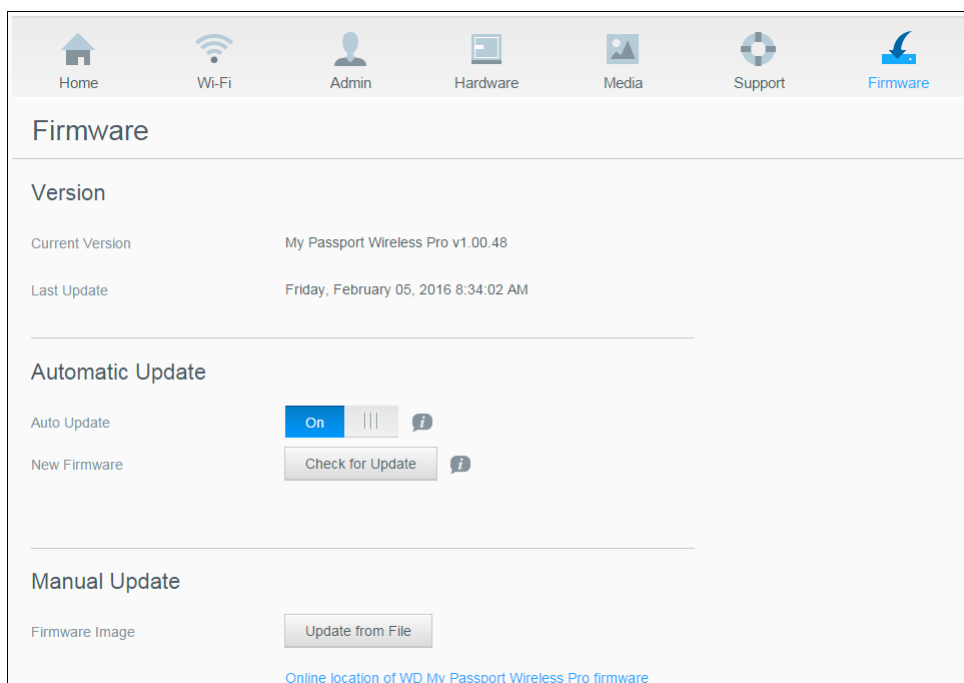 Home Wi-Fi Admin Hardware Media Support Firmware
Firmware
Version
Current Version My Passport Wireless Pro v1.00.48
Last Update Friday, February 05, 2016 8:34:02 AM
Automatic Update
Auto Update On
New Firmware Check for Update
Manual Update
Firmware Image Update from File
Online location of WD My Passport Wireless Pro firmware